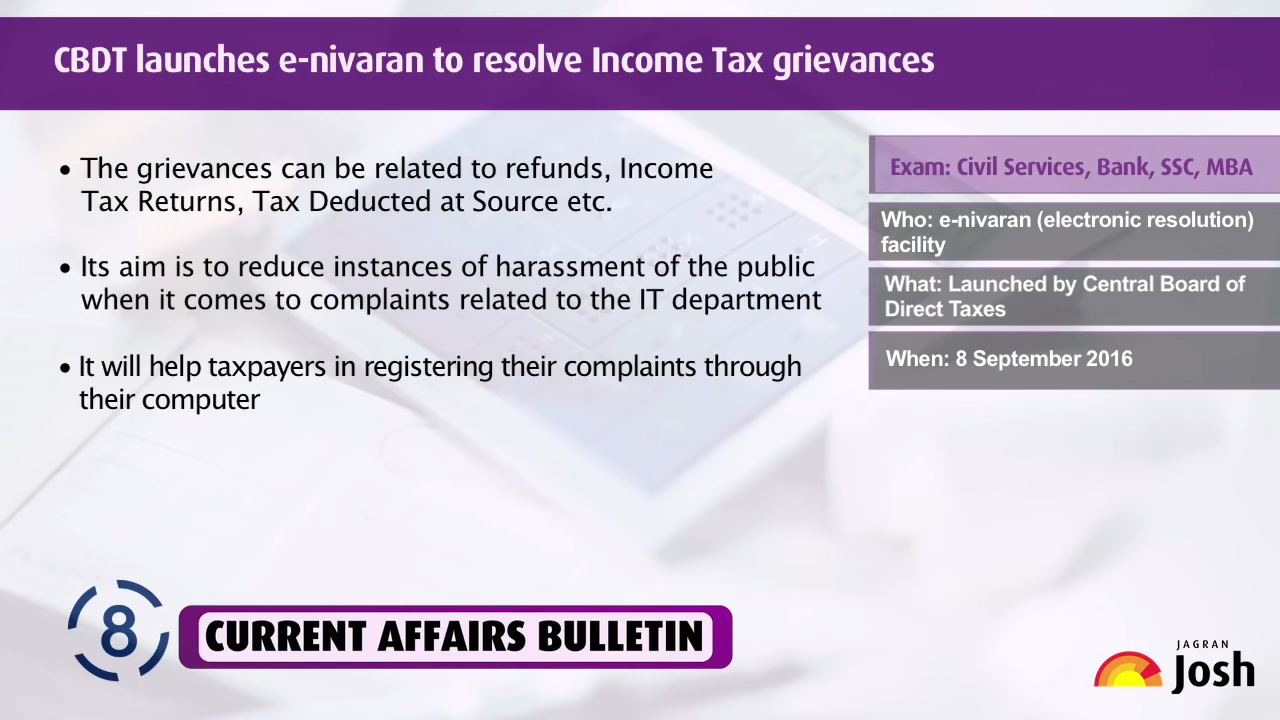 CBDT launches e-nivaran to resolve Income Tax grievances
• The grievances can be related to refunds, Income
Tax Returns, Tax Deducted at Source etc.
• Its aim is to reduce instances of harassment of the public
when it comes to complaints related to the IT department
• It will help taxpayers in registering their complaints through
their computer
Exam: Civil Services, Bank, SSC, MBA
Who: e-nivaran (electronic resolution)
facility
What: Launched by Central Board of
Direct Taxes
When: 8 September 2016
8
CURRENT AFFAIRS BULLETIN
JAGRAN
Josh